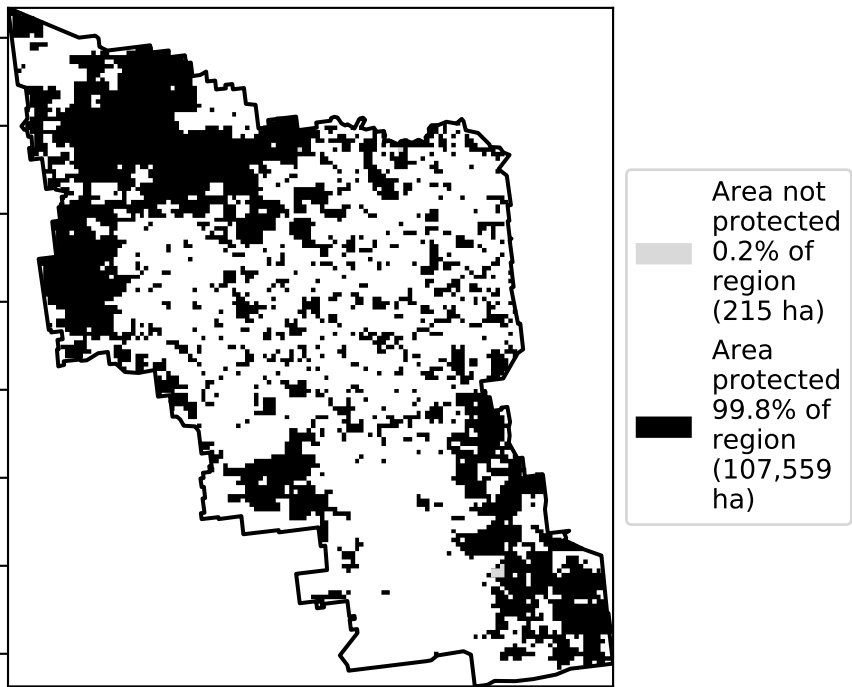 Area not
protected
0.2% of
region
(215 ha)
Area
protected
99.8% of
region
(107,559
ha)